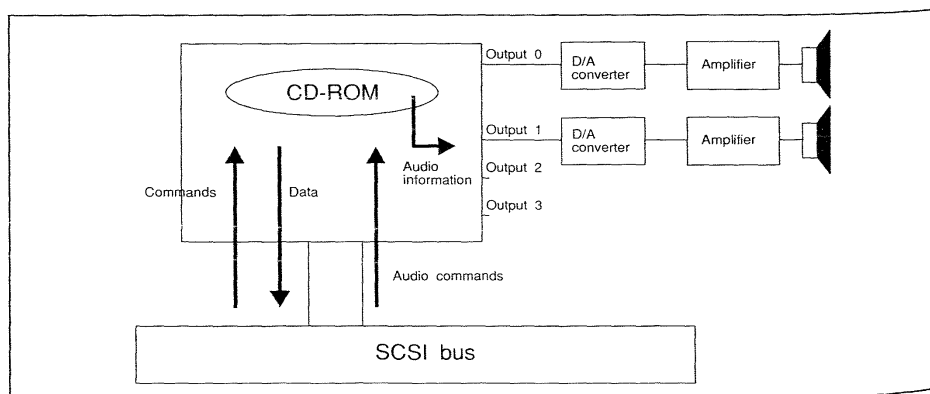 Output 0
D/A
converter
Amplifier
CD-ROM
Output 1
D/A
converter
Amplifier
Audio
information
Output 2
Commands
Data
Output 3
Audio commands
SCSI bus